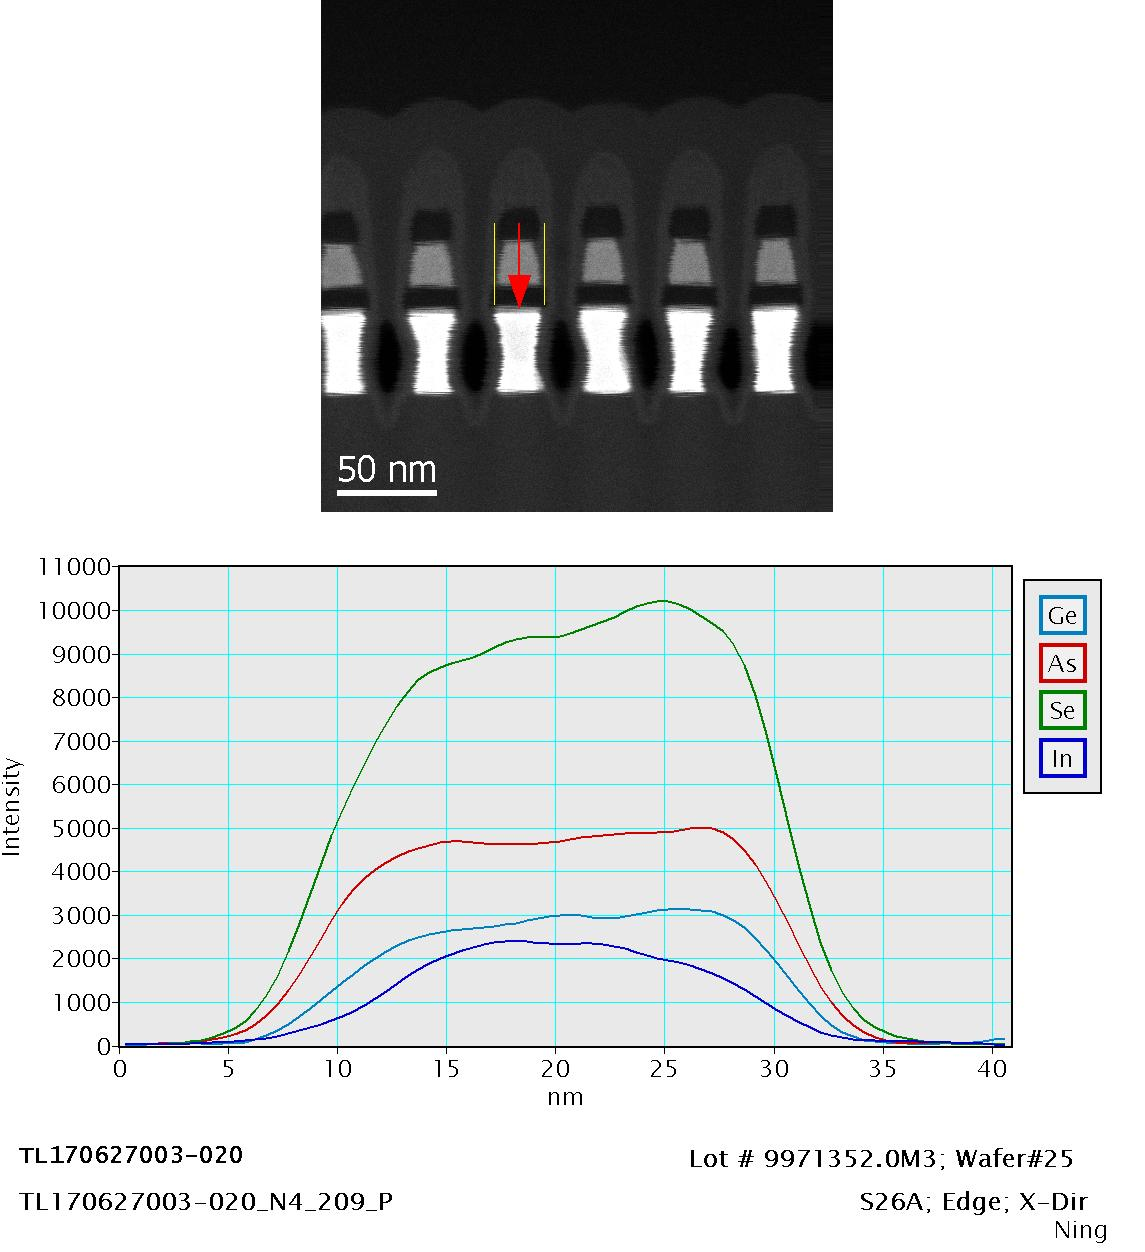 50 nm
11000
10000
9000
8000
7000
6000
5000
4000
3000
2000
1000
0
Intensity
0 5 10 15 20 25 30 35 40
nm
Ge
As
Se
In
TL170627003-020
Lot # 9971352.0M3; Wafer#25
TL170627003-020_N4_209_P
S26A; Edge; X-Dir
Ning